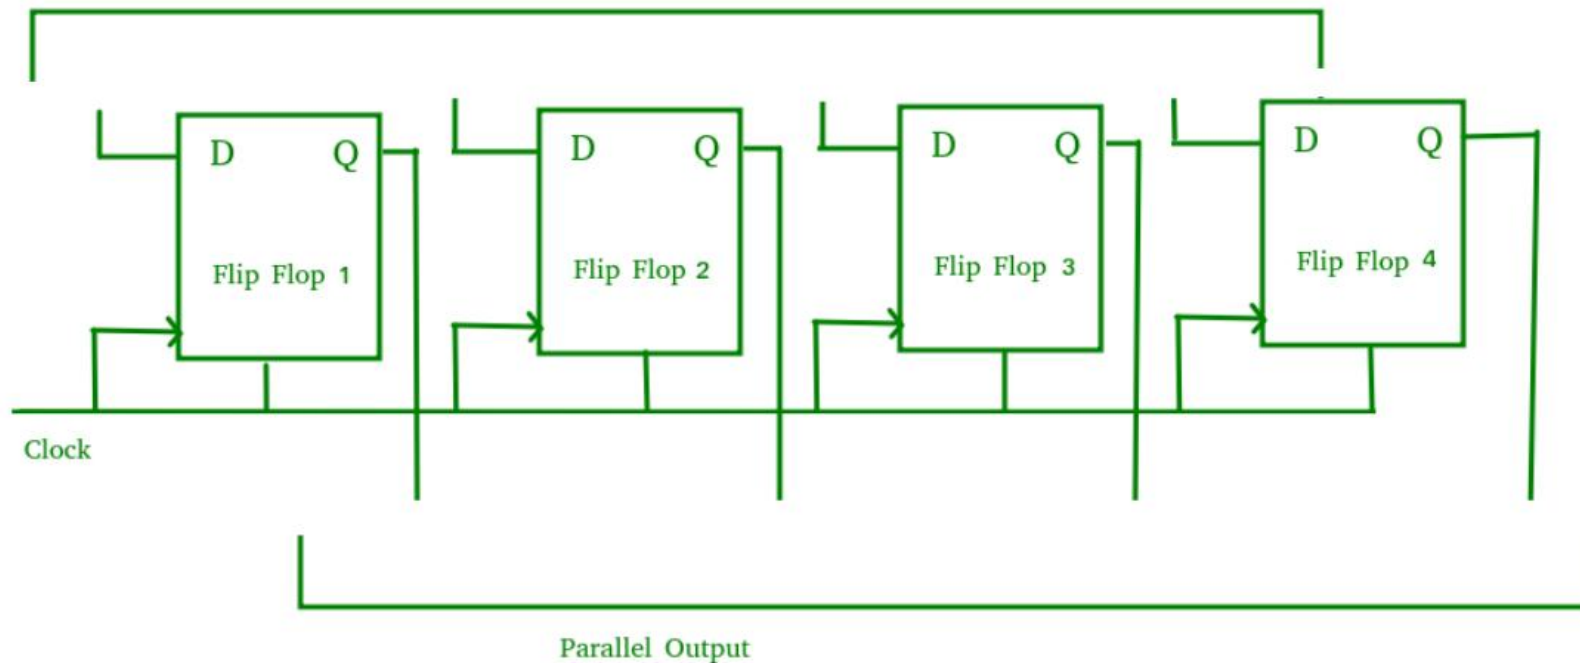 D Q D Q D Q D Q
Flip Flop 1 Flip Flop 2 Flip Flop 3 Flip Flop 4
Clock
Parallel Output